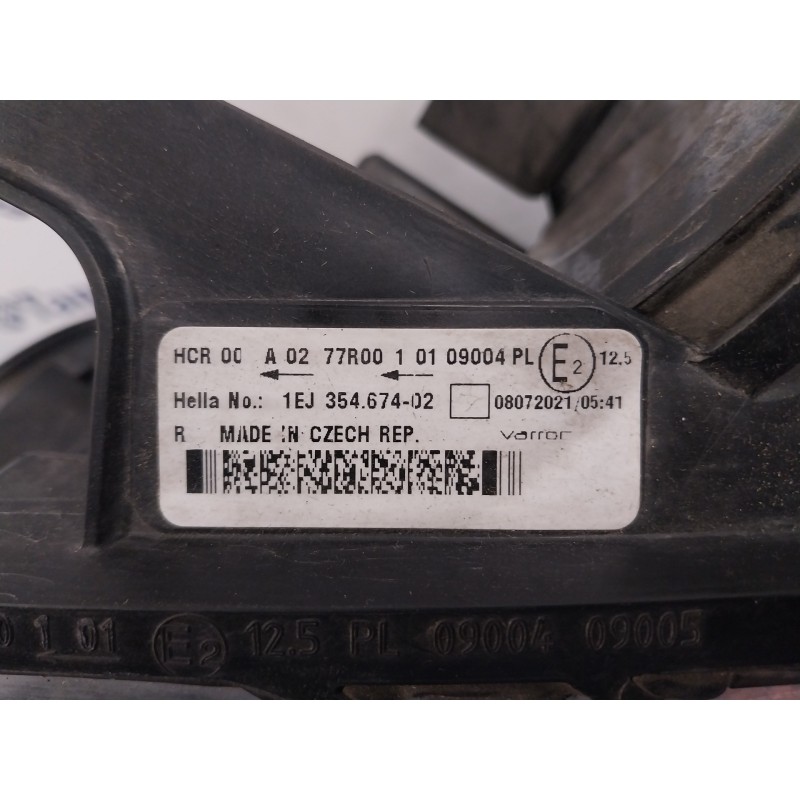 HCR 00 A 02 77R00 1 01 09004 PL E2 12.5
Hella No.: 1EJ 354.674-02 08072021/05:41
R MADE IN CZECH REP. varroc
0 1 01 E2 12.5 PL 09004 09005